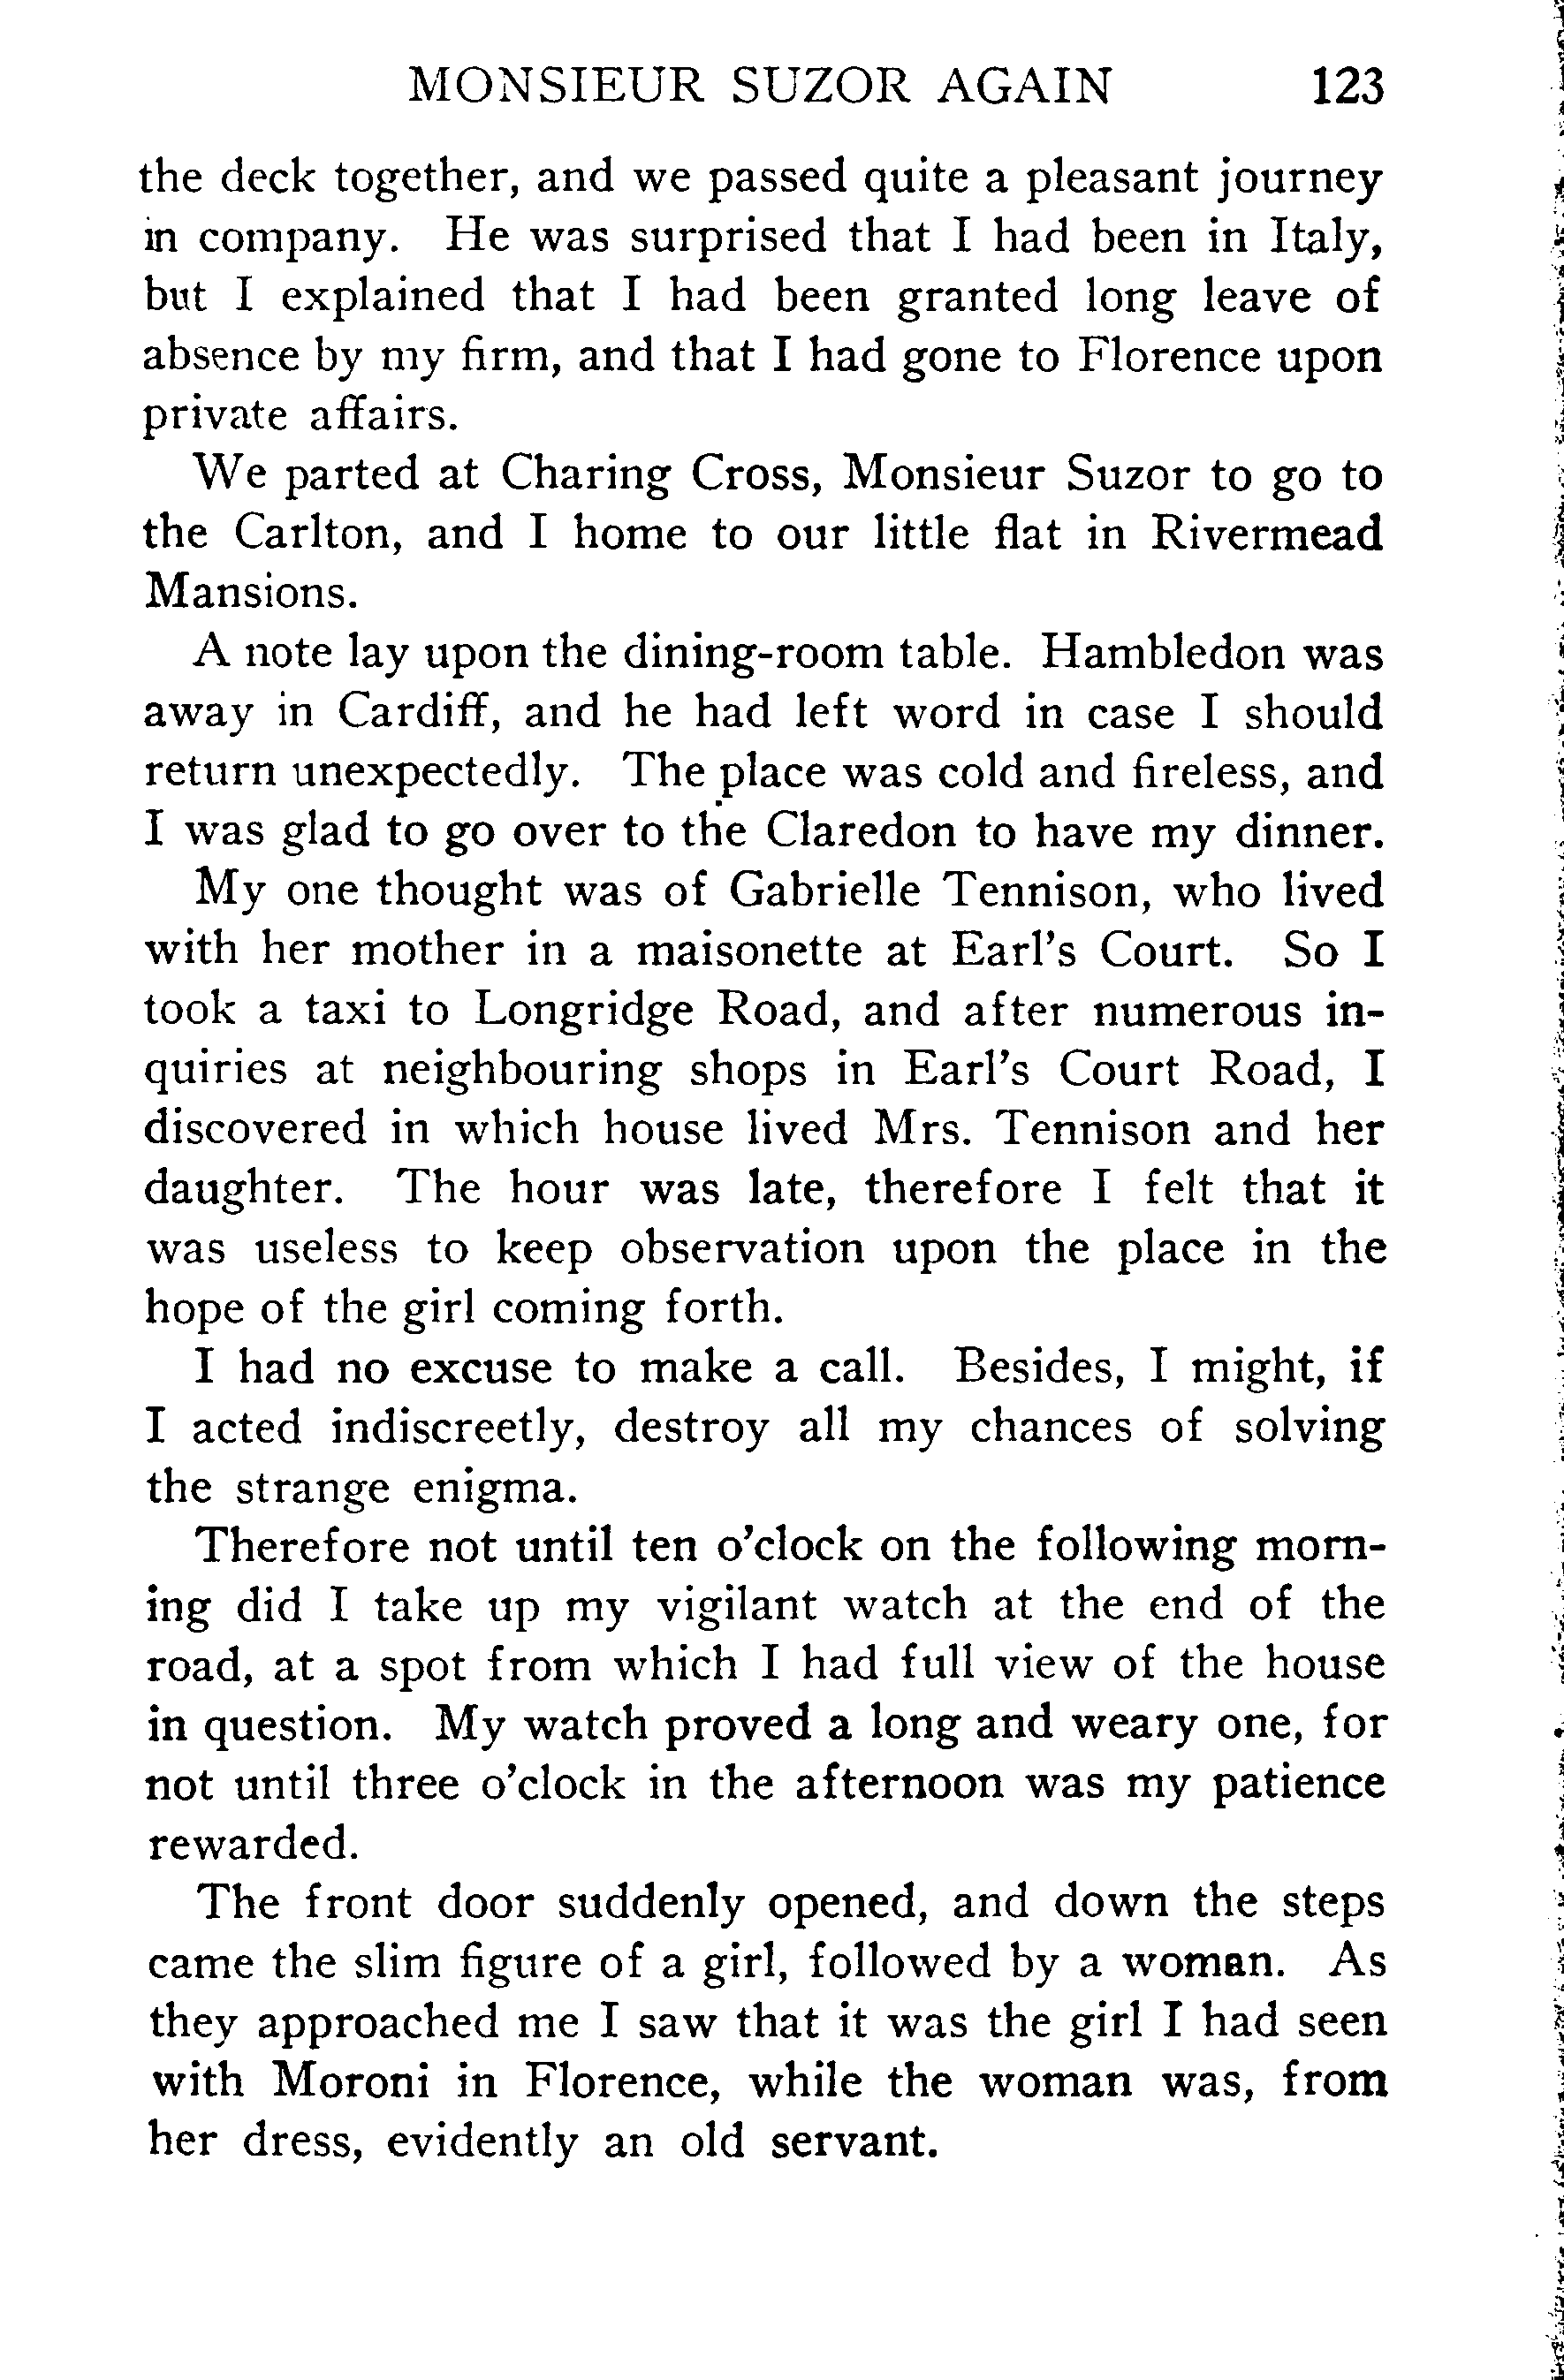 MONSIEUR SUZOR AGAIN 123
the deck together, and we passed quite a pleasant journey
in company. He was surprised that I had been in Italy,
but I explained that I had been granted long leave of
absence by my firm, and that I had gone to Florence upon
private affairs.
We parted at Charing Cross, Monsieur Suzor to go to
the Carlton, and I home to our little flat in Rivermead
Mansions.
A note lay upon the dining-room table. Hambledon was
away in Cardiff, and he had left word in case I should
return unexpectedly. The place was cold and fireless, and
I was glad to go over to the Claredon to have my dinner.
My one thought was of Gabrielle Tennison, who lived
with her mother in a maisonette at Earl's Court. So I
took a taxi to Longridge Road, and after numerous in-
quiries at neighbouring shops in Earl's Court Road, I
discovered in which house lived Mrs. Tennison and her
daughter. The hour was late, therefore I felt that it
was useless to keep observation upon the place in the
hope of the girl coming forth.
I had no excuse to make a call. Besides, I might, if
I acted indiscreetly, destroy all my chances of solving
the strange enigma.
Therefore not until ten o'clock on the following morn-
ing did I take up my vigilant watch at the end of the
road, at a spot from which I had full view of the house
in question. My watch proved a long and weary one, for
not until three o'clock in the afternoon was my patience
rewarded.
The front door suddenly opened, and down the steps
came the slim figure of a girl, followed by a woman. As
they approached me I saw that it was the girl I had seen
with Moroni in Florence, while the woman was, from
her dress, evidently an old servant.